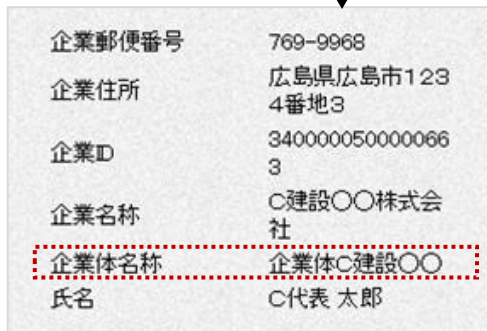 企業郵便番号 769-9968
企業住所 広島県広島市123
4番地3
企業ID 340000050000066
3
企業名称 C建設〇〇株式会
社
企業体名称 企業体C建設〇〇
氏名 C代表 太郎